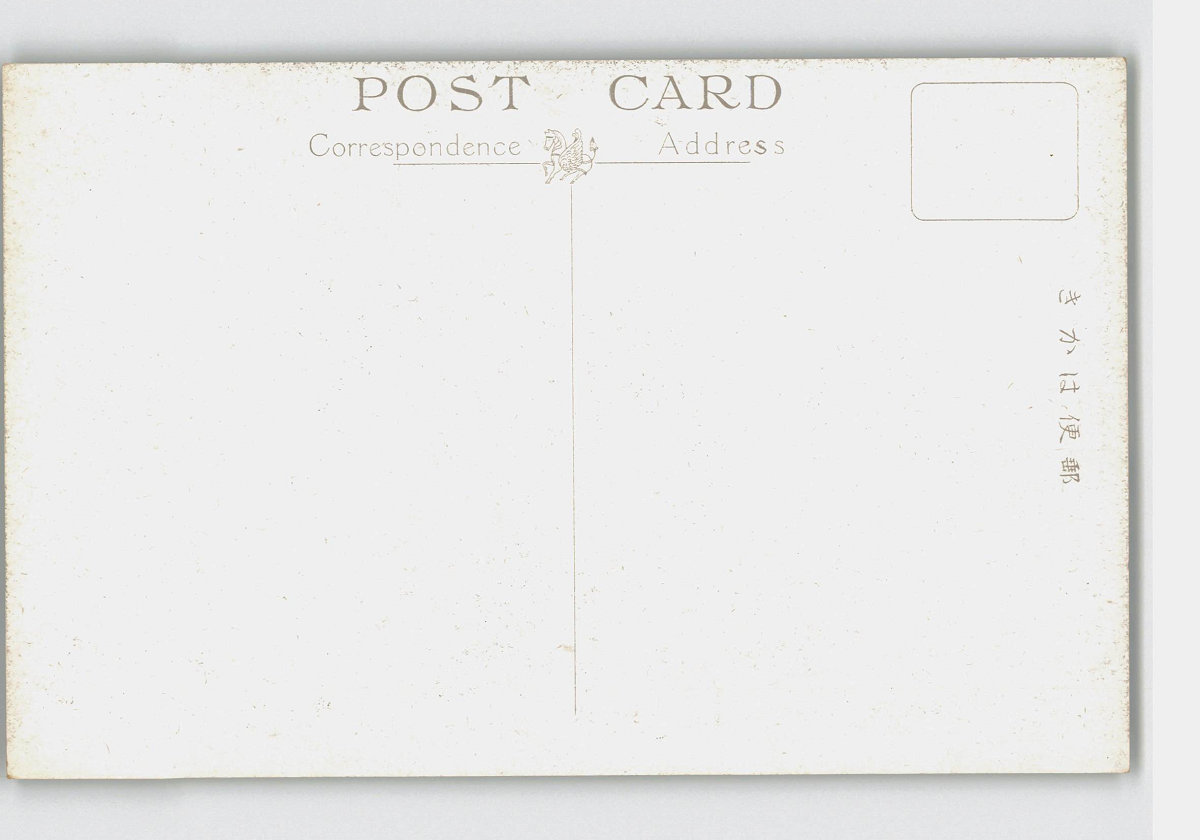 POST CARD
Correspondence Address
郵便はかき